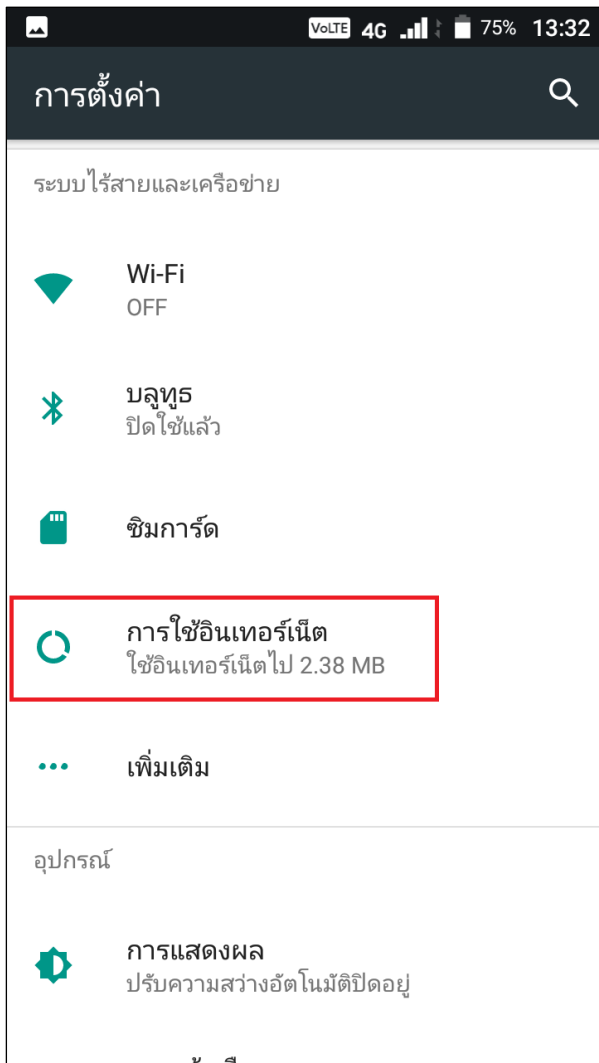 VoLTE 4G 75% 13:32
การตั้งค่า
ระบบไร้สายและเครือข่าย
Wi-Fi
OFF
บลูทูธ
ปิดใช้แล้ว
ซิมการ์ด
การใช้อินเทอร์เน็ต
ใช้อินเทอร์เน็ตไป 2.38 MB
เพิ่มเติม
อุปกรณ์
การแสดงผล
ปรับความสว่างอัตโนมัติปิดอยู่